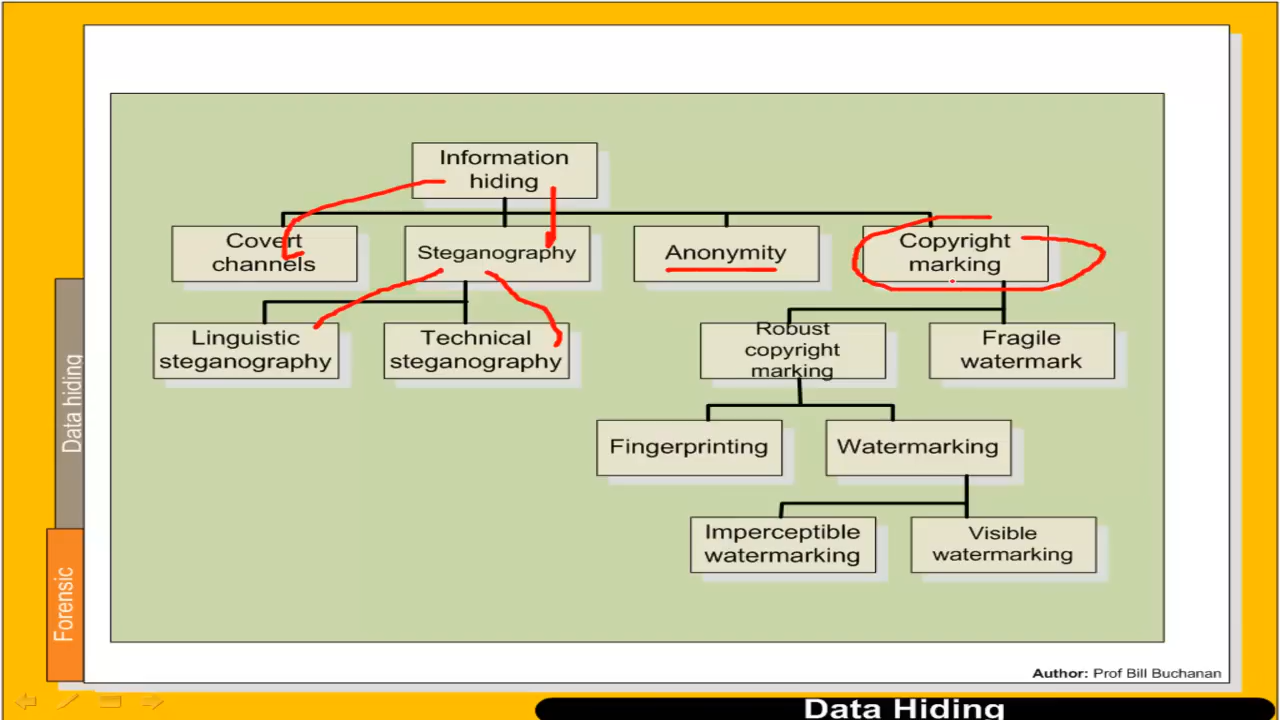 Information
hiding
Covert
channels
Steganography
Anonymity
Copyright
marking
Linguistic
steganography
Technical
steganography
Robust
copyright
marking
Fragile
watermark
Fingerprinting
Watermarking
Imperceptible
watermarking
Visible
watermarking
Data hiding
Forensic
Author: Prof Bill Buchanan
Data Hiding